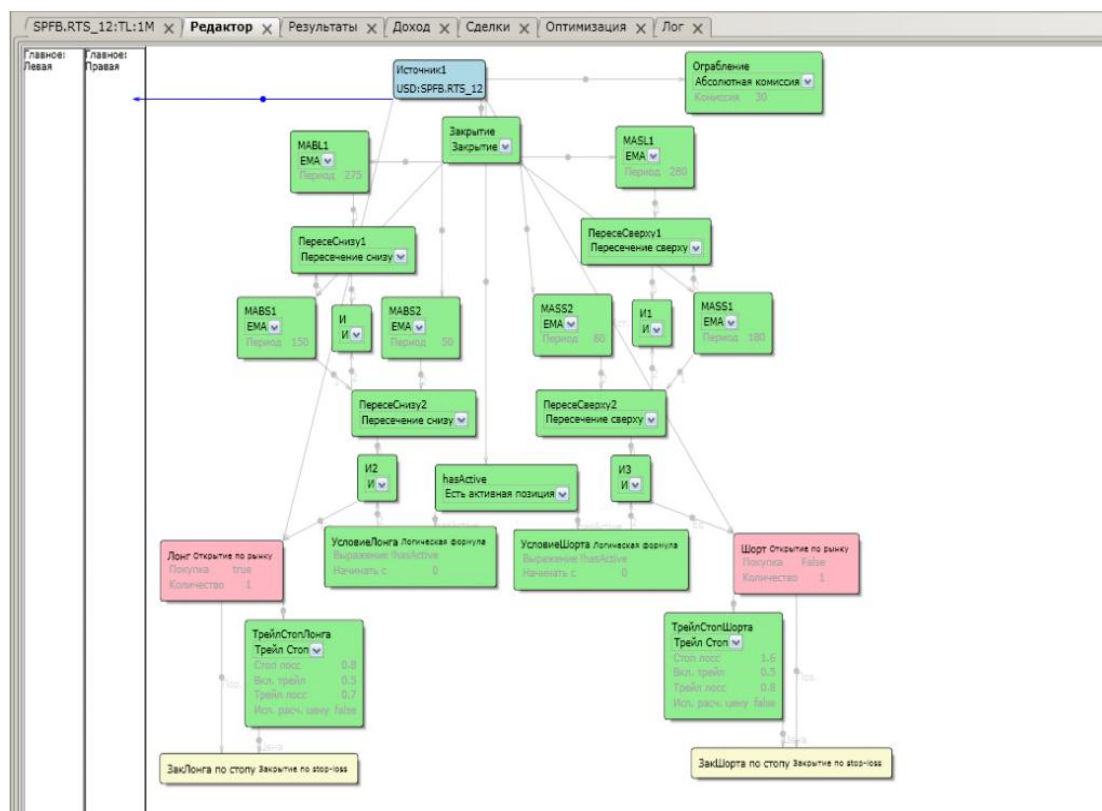 SPFB.RTS_12:TL:1M
Редактор
Результаты
Доход
Сделки
Оптимизация
Лог
Главное:
Левая
Главное:
Правая
Источник1
USD:SPFB.RTS_12
Ограбление
Абсолютная комиссия
Комиссия 30
Закрытие
Закрытие
MABL1
EMA
Период 275
MASL1
EMA
Период 280
ПересеСнизу1
Пересечение снизу
ПересеСверху1
Пересечение сверху
MABS1
EMA
Период 150
И
И
MABS2
EMA
Период 50
MASS2
EMA
Период 60
И1
И
MASS1
EMA
Период 180
ПересеСнизу2
Пересечение снизу
ПересеСверху2
Пересечение сверху
И2
И
hasActive
Есть активная позиция
И3
И
УсловиеЛонга Логическая формула
Выражение !hasActive
Начинать с 0
УсловиеШорта Логическая формула
Выражение !hasActive
Начинать с 0
Лонг Открытие по рынку
Покупка true
Количество 1
Шорт Открытие по рынку
Покупка False
Количество 1
ТрейлСтопЛонга
Трейл Стоп
Стоп лосс 0.8
Вкл. трейл 0.5
Трейл лосс 0.7
Исп. расч. цену false
ТрейлСтопШорта
Трейл Стоп
Стоп лосс 1.6
Вкл. трейл 0.5
Трейл лосс 0.8
Исп. расч. цену false
ЗакЛонга по стопу Закрытие по stop-loss
ЗакШорта по стопу Закрытие по stop-loss